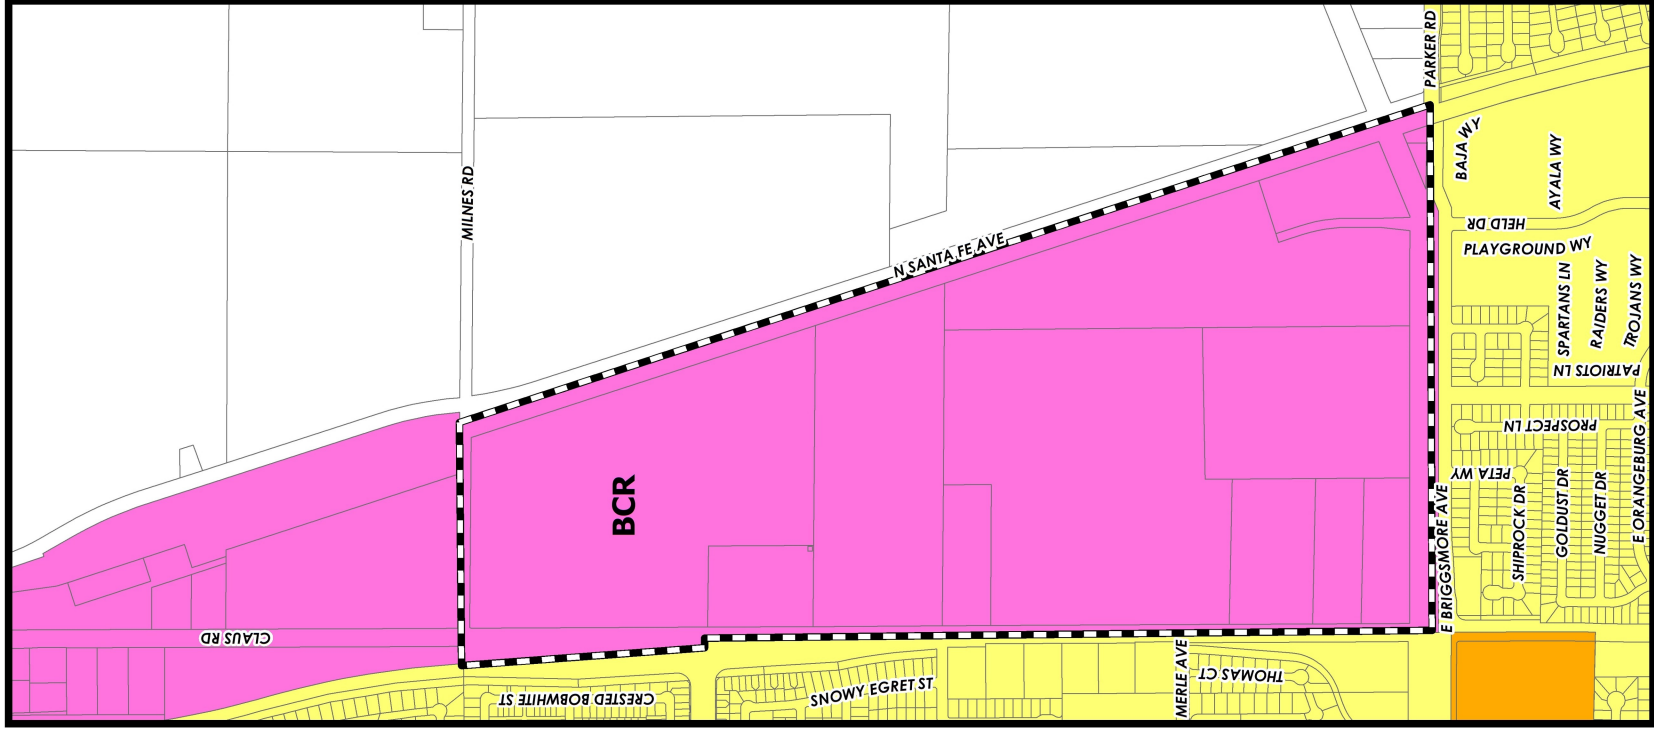 PARKER RD
BAJA WY
AYALA WY
MILNES RD
HELD DR
N SANTA FE AVE
PLAYGROUND WY
SPARTANS LN
RAIDERS WY
TROJANS WY
PATRIOTS LN
PROSPECT LN
E ORANGEBURG AVE
PETA WY
BCR
SHIPROCK DR
GOLDUST DR
NUGGET DR
E BRIGGSMORE AVE
CLAUS RD
CRESTED BOBWHITE ST
SNOWY EGRET ST
MERLE AVE
THOMAS CT